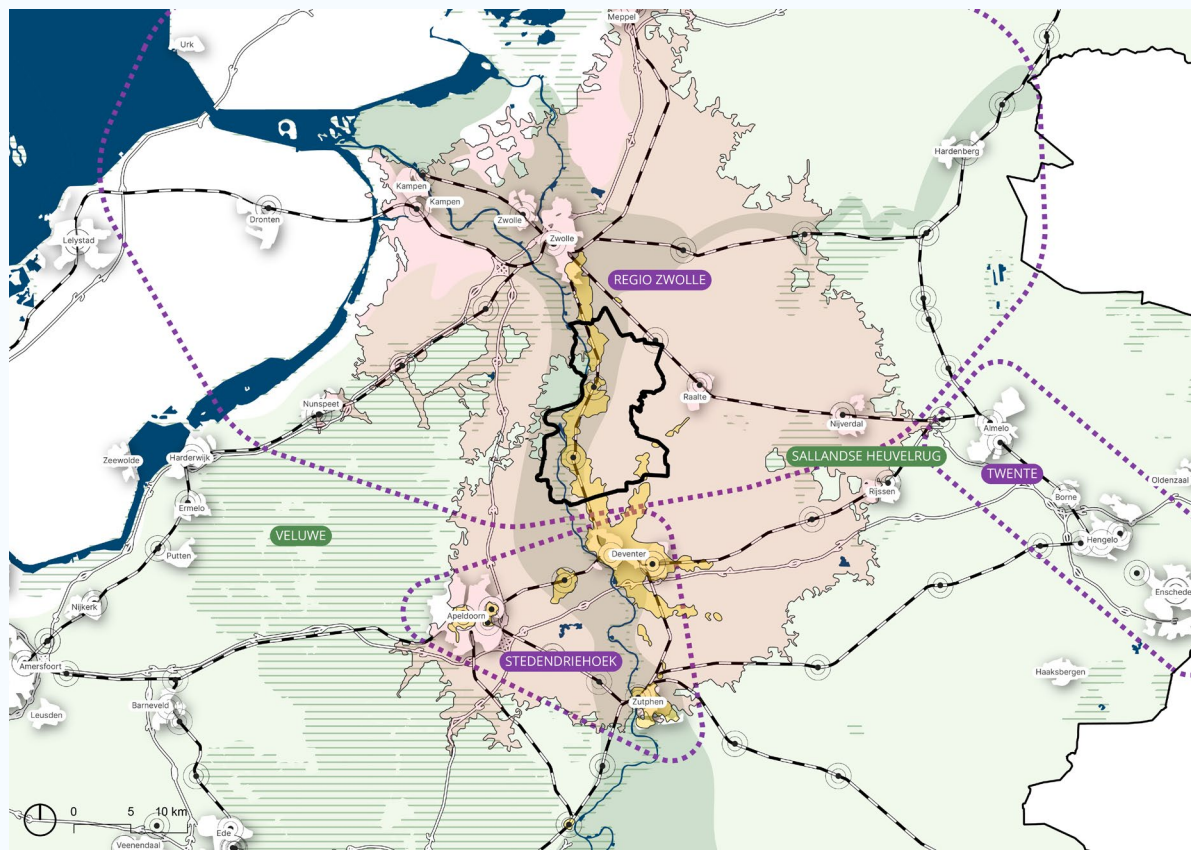 Meppel
Urk
Hardenberg
Kampen
Kampen
Dronten
Zwolle
Zwolle
Lelystad
REGIO ZWOLLE
Raalte
Nunspeet
Nijverdal
Almelo
Zeewolde
Harderwijk
SALLANDSE HEUVELRUG
TWENTE
Oldenzaal
Rijssen
Borne
Ermelo
VELUWE
Hengelo
Putten
Deventer
Enschede
Nijkerk
Apeldoorn
STEDENDRIEHOEK
Amersfoort
Haaksbergen
Barneveld
Zutphen
Leusden
0 5 10 km
Ede
Veenendaal